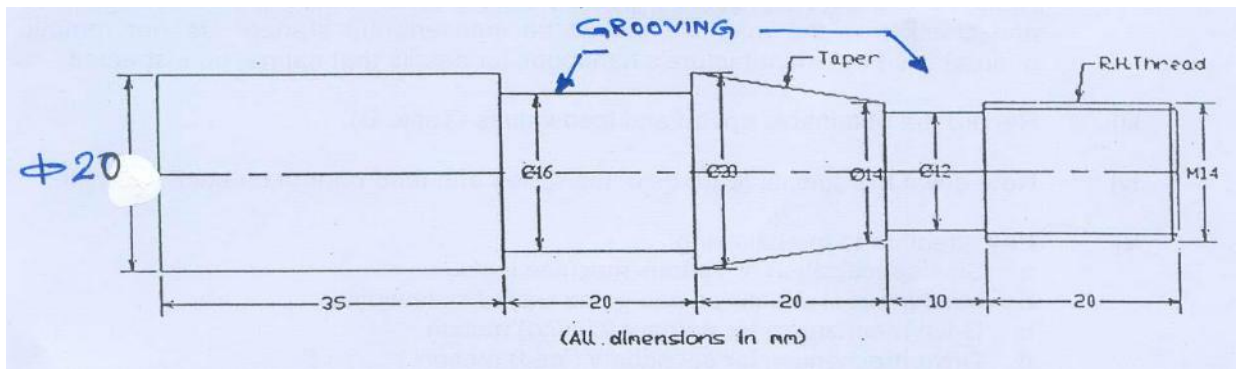 GROOVING
Taper
R.H.Thread
Φ20
Ø16
Ø20
Ø14
Ø12
M14
35
20
20
10
20
(All dimensions in mm)